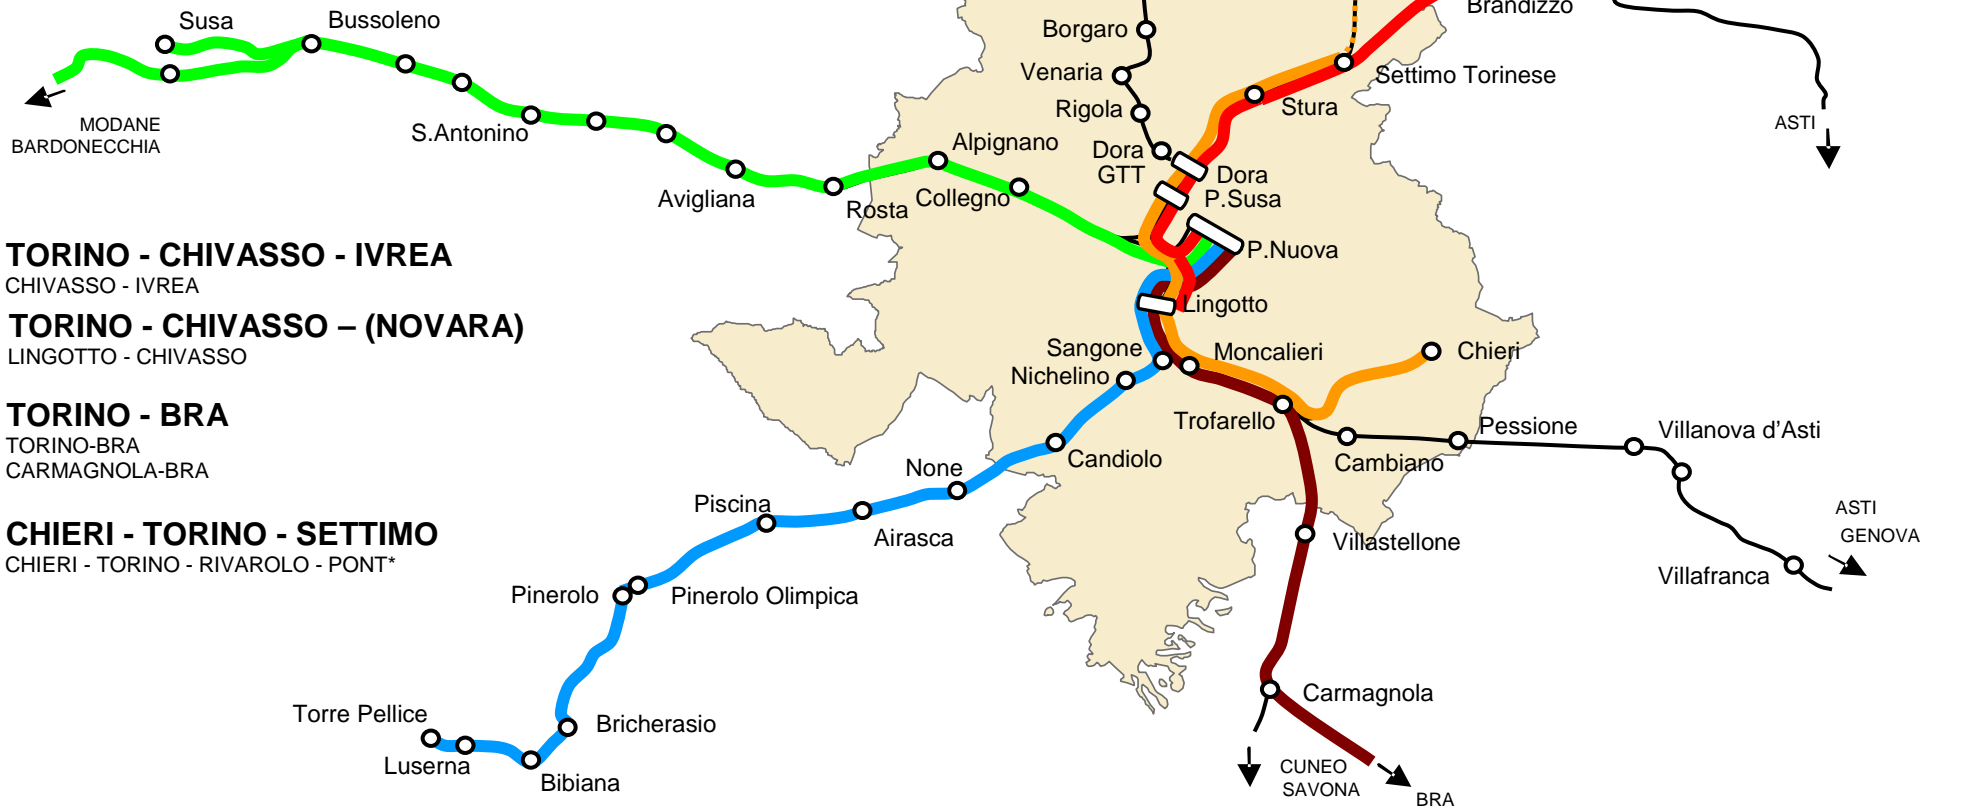 Susa
Bussoleno
Borgaro
Brandizzo
Venaria
Settimo Torinese
Rigola
Stura
MODANE
BARDONECCHIA
S.Antonino
ASTI
Alpignano
Dora
GTT
Dora
P.Susa
Avigliana
Rosta
Collegno
P.Nuova
TORINO - CHIVASSO - IVREA
CHIVASSO - IVREA
Lingotto
TORINO - CHIVASSO – (NOVARA)
LINGOTTO - CHIVASSO
Sangone
Moncalieri
Chieri
Nichelino
TORINO - BRA
TORINO-BRA
CARMAGNOLA-BRA
Trofarello
Pessione
Villanova d'Asti
Cambiano
Candiolo
None
Piscina
Airasca
ASTI
GENOVA
CHIERI - TORINO - SETTIMO
CHIERI - TORINO - RIVAROLO - PONT*
Villastellone
Villafranca
Pinerolo
Pinerolo Olimpica
Carmagnola
Torre Pellice
Bricherasio
Luserna
Bibiana
CUNEO
SAVONA
BRA